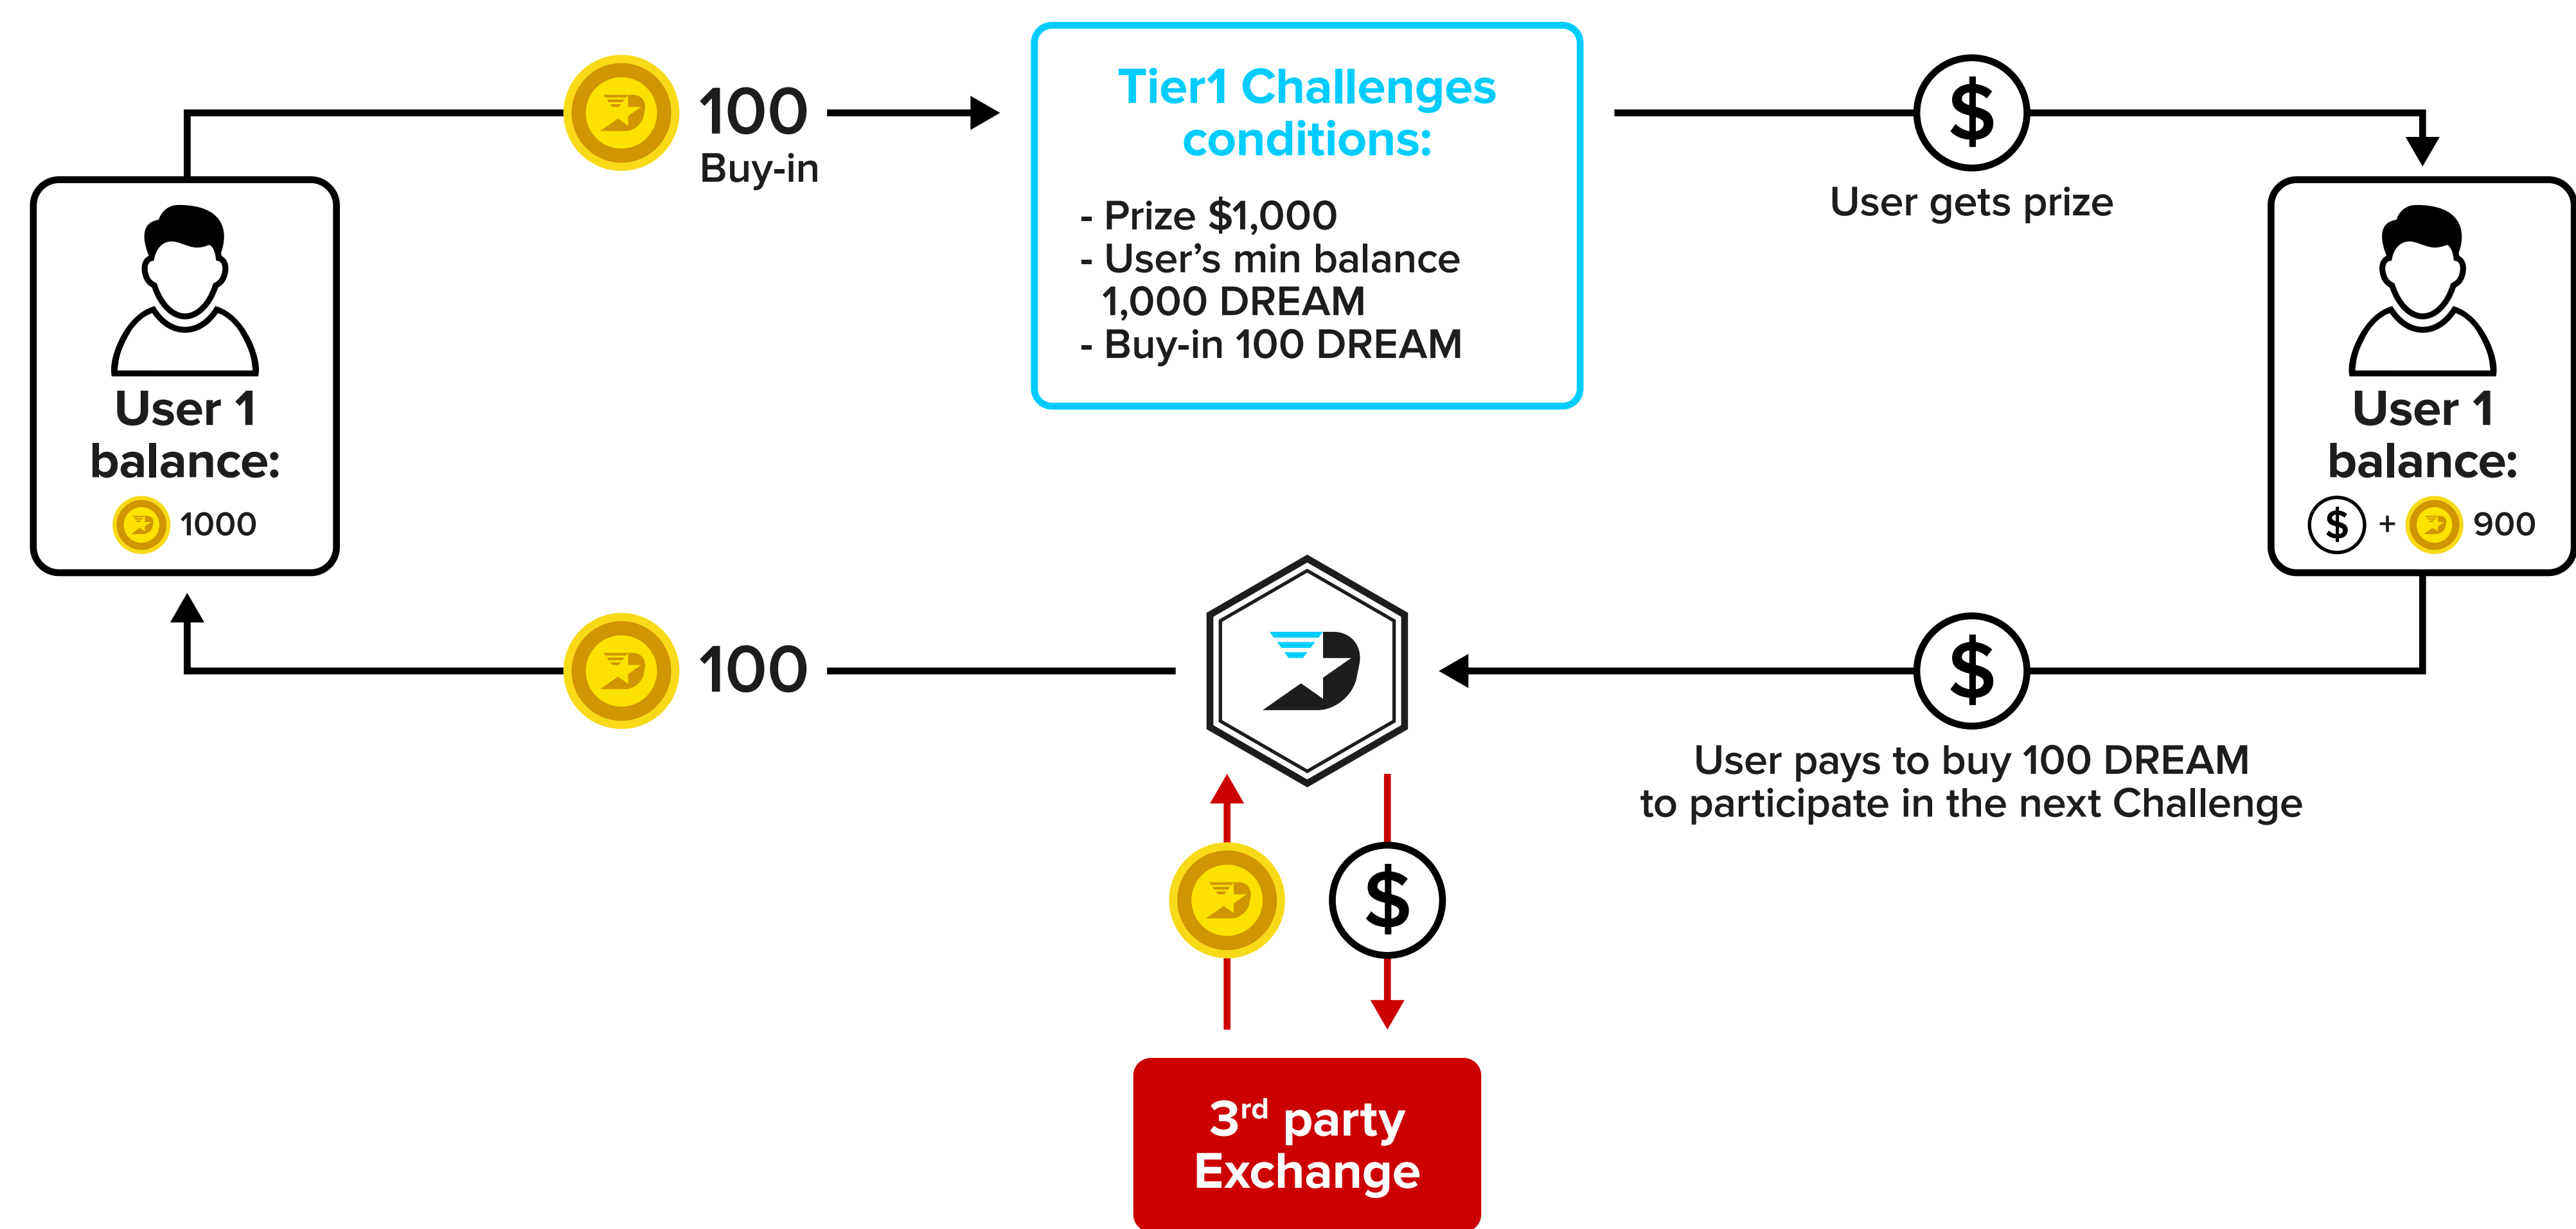 100
Buy-in
Tier1 Challenges
conditions:
- Prize $1,000
- User’s min balance
1,000 DREAM
- Buy-in 100 DREAM
$
User gets prize
User 1
balance:
1000
User 1
balance:
$ + 900
100
$
User pays to buy 100 DREAM
to participate in the next Challenge
$
3rd party
Exchange